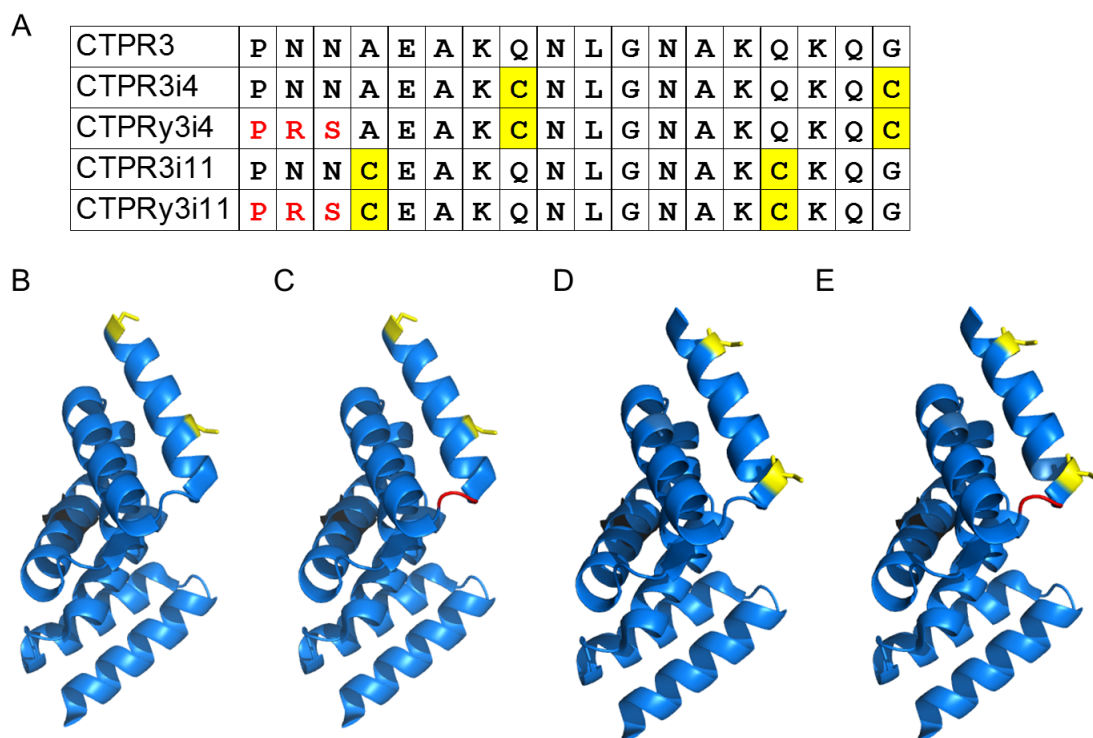 A
CTPR3 P N N A E A K Q N L G N A K Q K Q G
CTPR3i4 P N N A E A K C N L G N A K Q K Q C
CTPRy3i4 P R S A E A K C N L G N A K Q K Q C
CTPR3i11 P N N C E A K Q N L G N A K C K Q G
CTPRy3i11 P R S C E A K Q N L G N A K C K Q G
B C D E